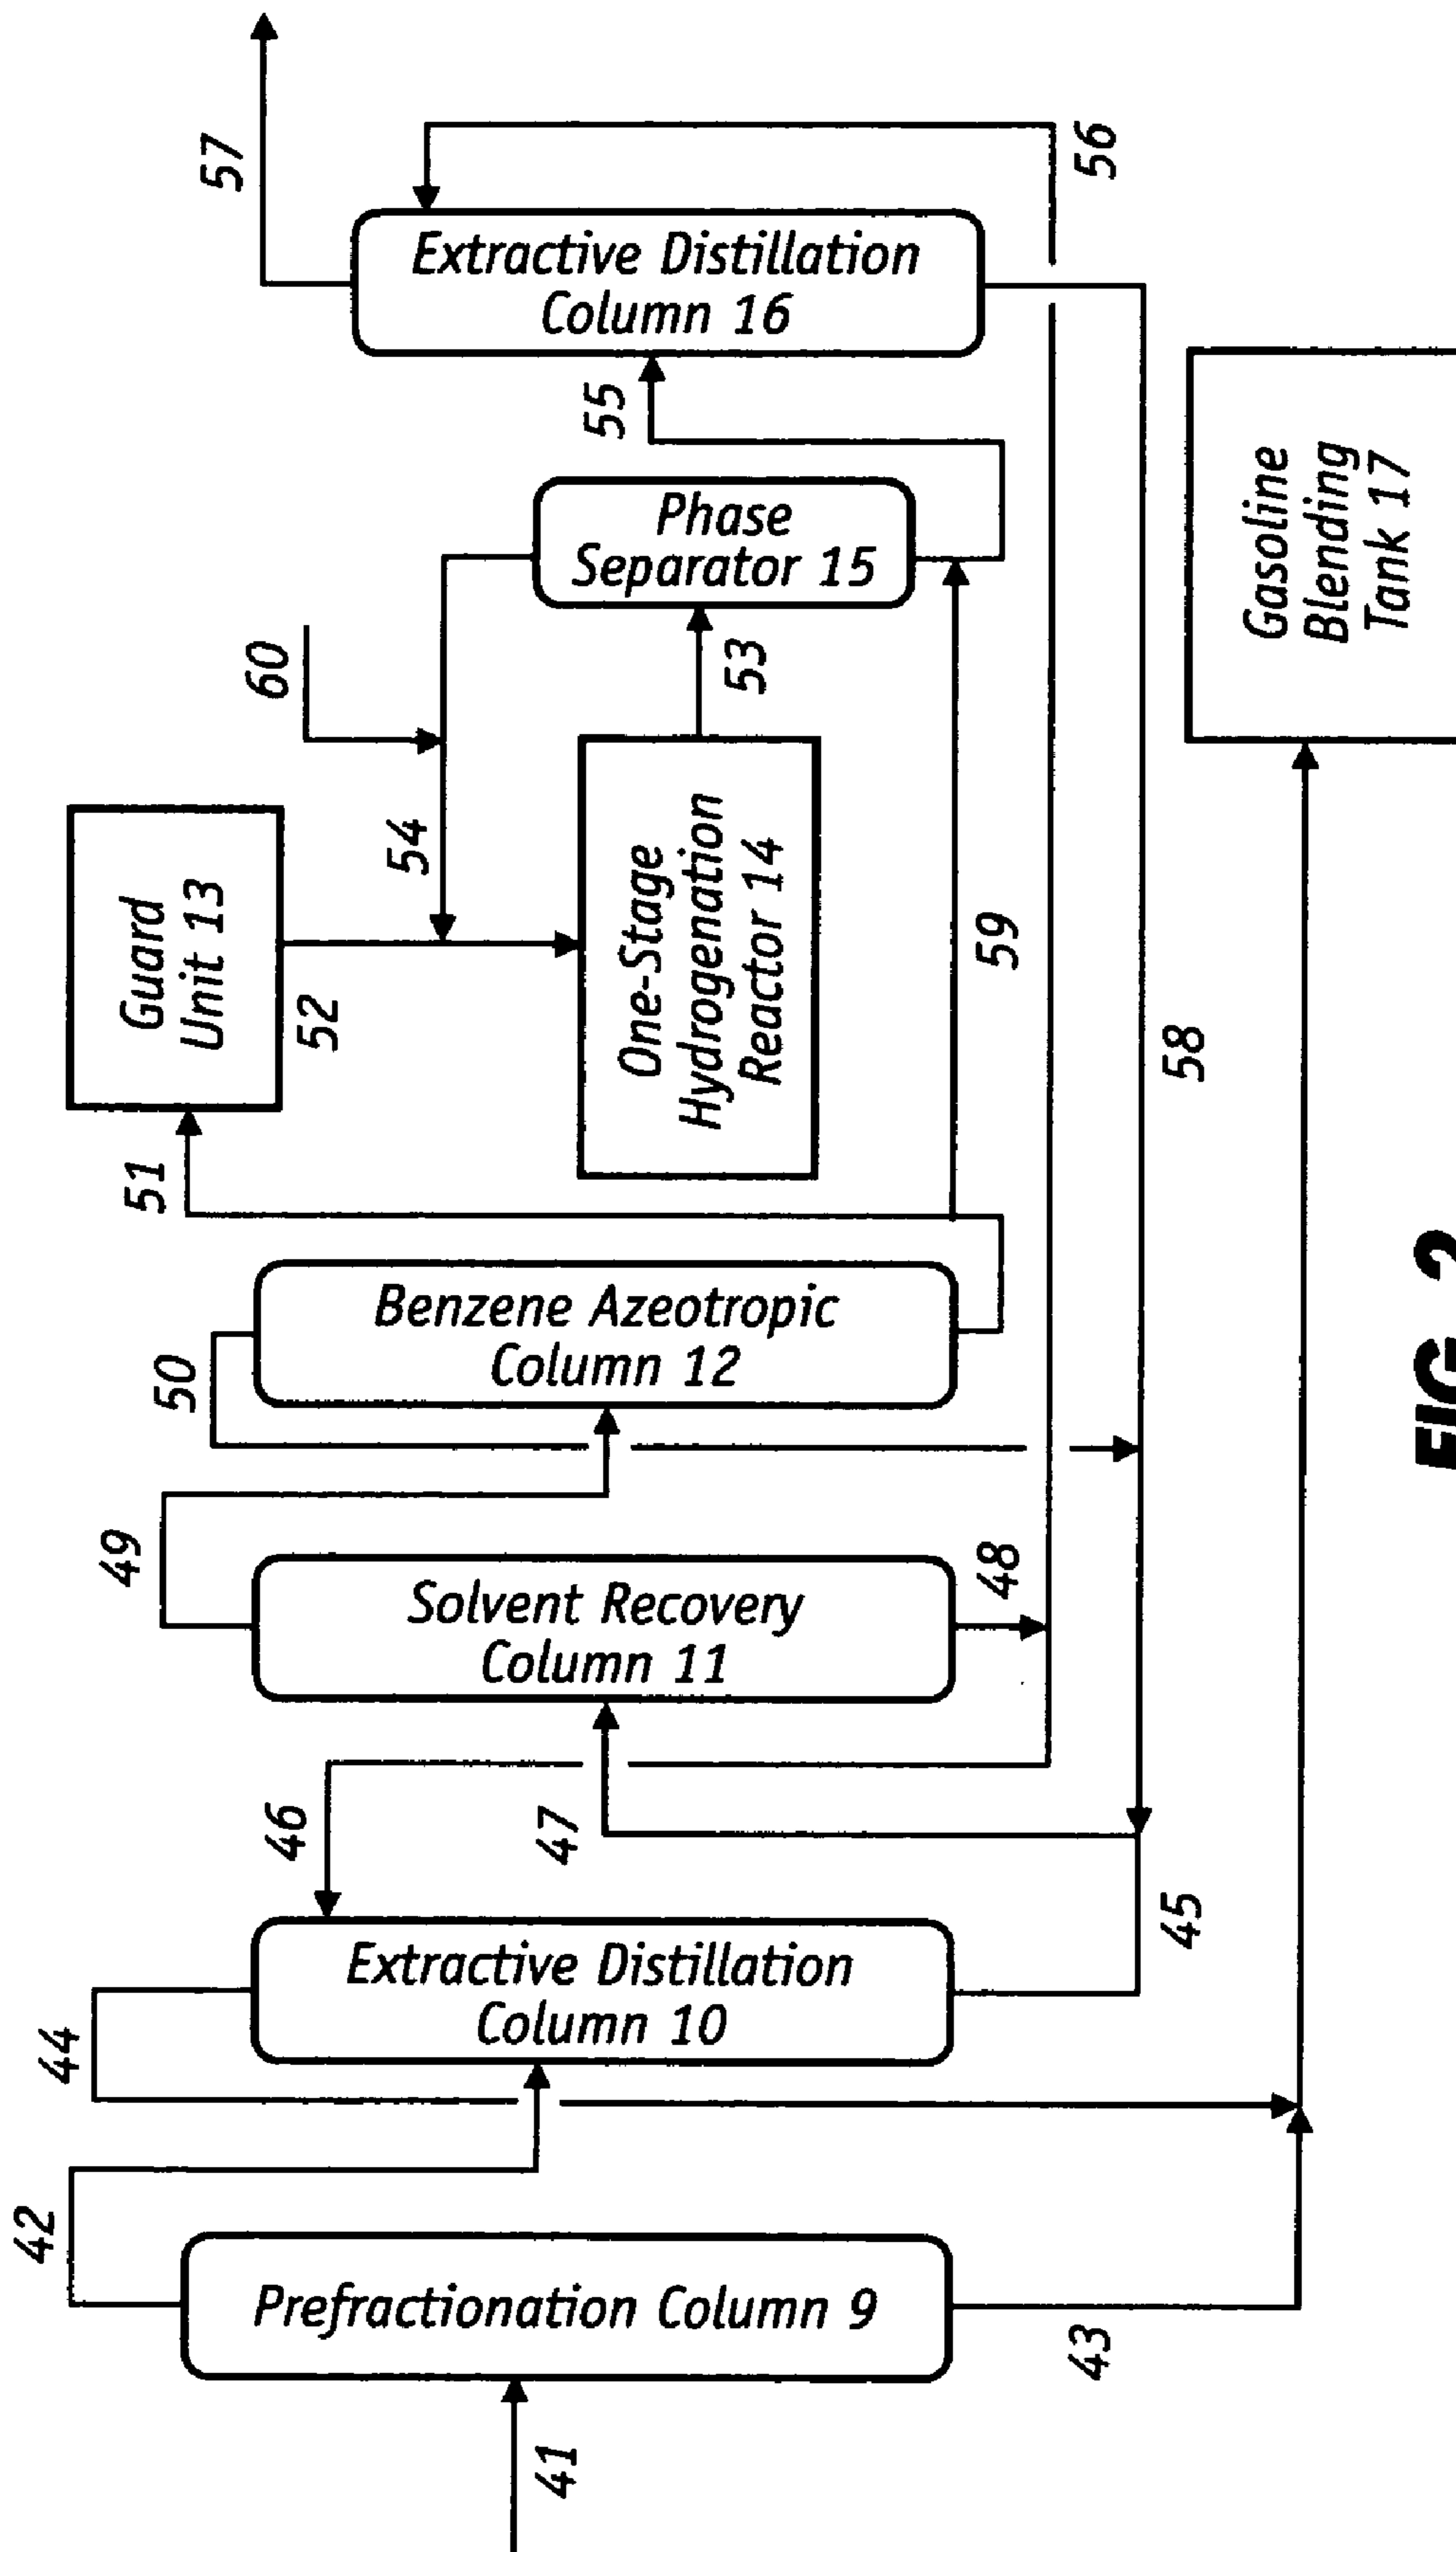 41
42
43
Prefractionation Column 9
44
45
46
Extractive Distillation
Column 10
47
48
49
Solvent Recovery
Column 11
50
Benzene Azeotropic
Column 12
51
52
Guard
Unit 13
53
54
One-Stage
Hydrogenation
Reactor 14
60
Phase
Separator 15
55
59
58
Extractive Distillation
Column 16
56
57
Gasoline
Blending
Tank 17
FIG. 2